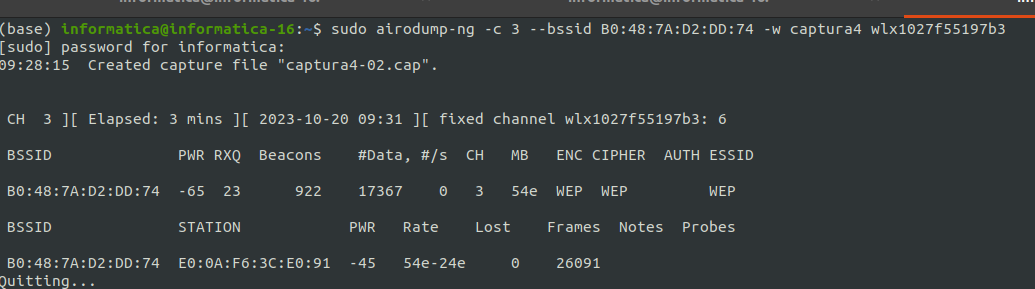 (base) informatica@informatica-16:~$ sudo airodump-ng -c 3 --bssid B0:48:7A:D2:DD:74 -w captura4 wlx1027f55197b3
[sudo] password for informatica:
09:28:15  Created capture file "captura4-02.cap".
CH  3 ][ Elapsed: 3 mins ][ 2023-10-20 09:31 ][ fixed channel wlx1027f55197b3: 6
BSSID              PWR RXQ  Beacons    #Data, #/s  CH   MB   ENC CIPHER  AUTH ESSID
B0:48:7A:D2:DD:74  -65  23      922    17367    0   3   54e  WEP  WEP         WEP
BSSID              STATION            PWR   Rate    Lost    Frames  Notes  Probes
B0:48:7A:D2:DD:74  E0:0A:F6:3C:E0:91  -45   54e-24e     0    26091
Quitting...